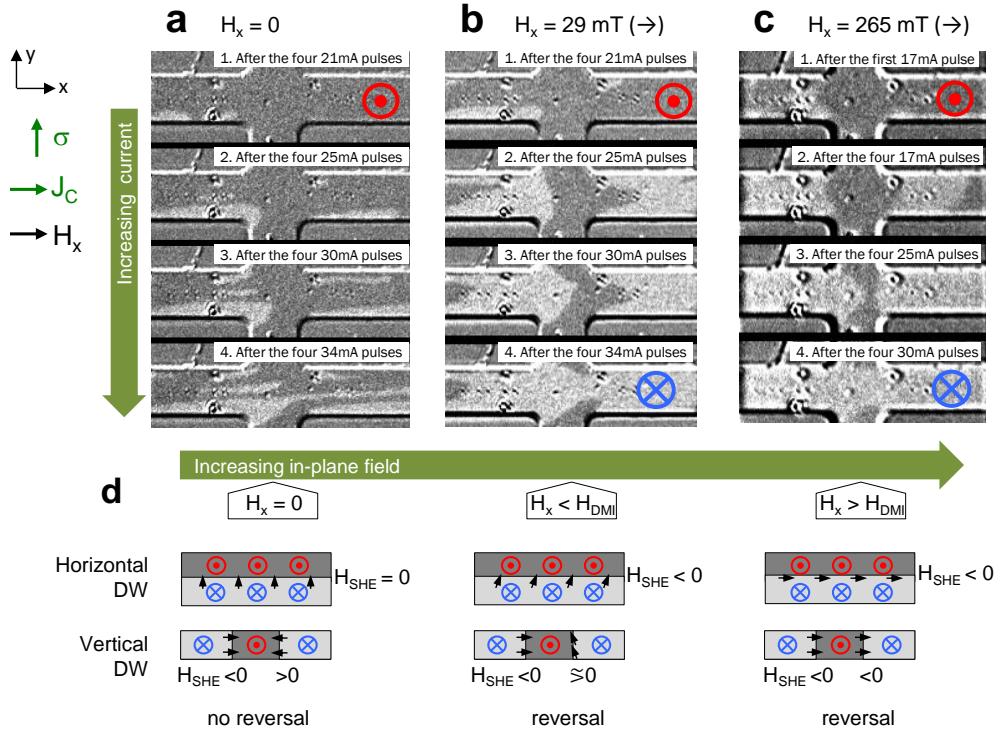 a H_x = 0
b H_x = 29 mT (→)
c H_x = 265 mT (→)
y
x
σ
J_C
H_x
Increasing current
1. After the four 21mA pulses
2. After the four 25mA pulses
3. After the four 30mA pulses
4. After the four 34mA pulses
1. After the four 21mA pulses
2. After the four 25mA pulses
3. After the four 30mA pulses
4. After the four 34mA pulses
1. After the first 17mA pulse
2. After the four 17mA pulses
3. After the four 25mA pulses
4. After the four 30mA pulses
Increasing in-plane field
d
H_x = 0
H_x < H_DMI
H_x > H_DMI
Horizontal
DW
H_SHE = 0
H_SHE < 0
H_SHE < 0
Vertical
DW
H_SHE <0 >0
H_SHE <0 ≳0
H_SHE <0 <0
no reversal
reversal
reversal